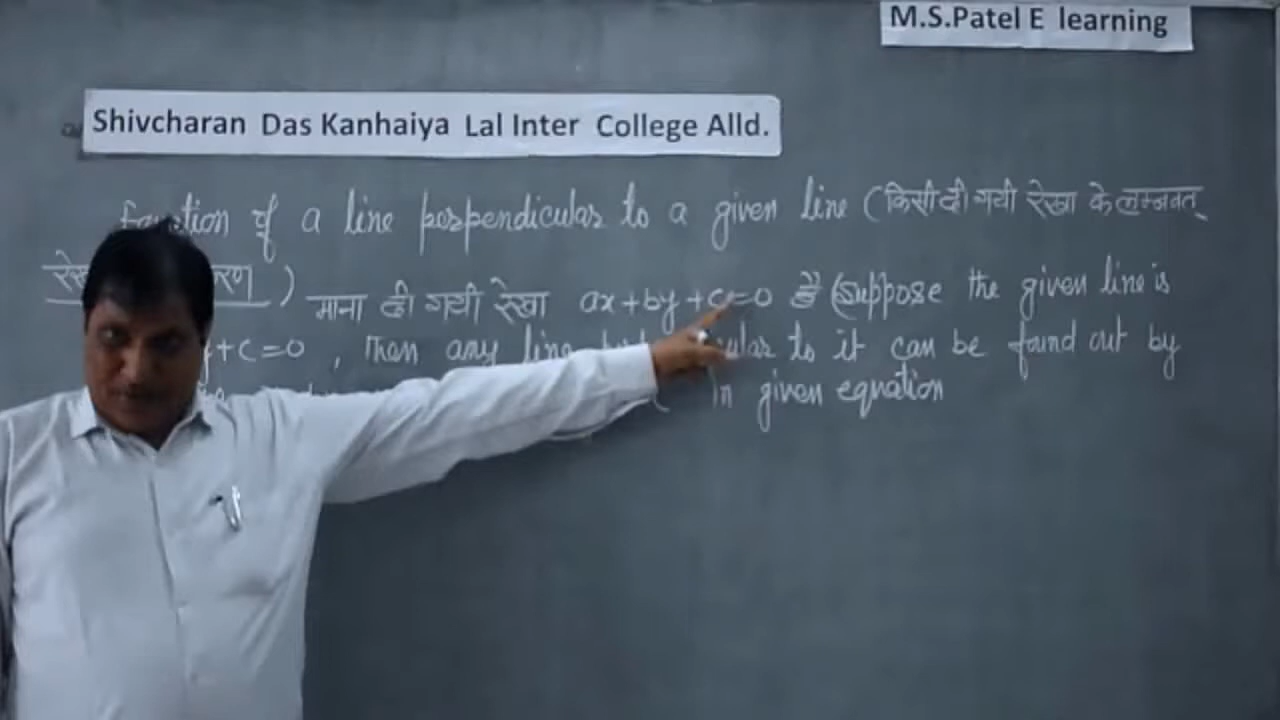 M.S.Patel E learning
Shivcharan Das Kanhaiya Lal Inter College Alld.
Equation of a line perpendicular to a given line (किसी दी गयी रेखा के लम्बवत्
) माना दी गयी रेखा ax+by+c=0 है (Suppose the given line is
+c=0 , then any line to it can be found out by
in given equation